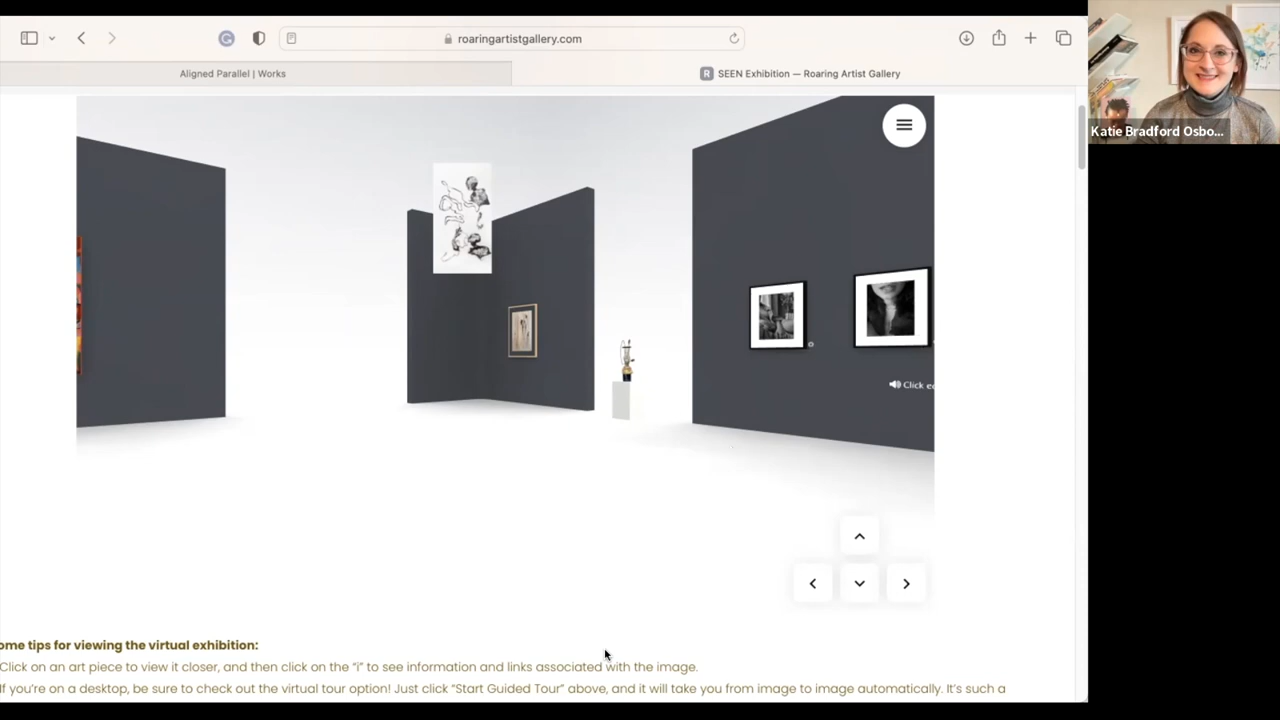 roaringartistgallery.com
Aligned Parallel | Works
R SEEN Exhibition — Roaring Artist Gallery
Katie Bradford Osbo...
Click
ome tips for viewing the virtual exhibition:
Click on an art piece to view it closer, and then click on the “i” to see information and links associated with the image.
If you’re on a desktop, be sure to check out the virtual tour option! Just click “Start Guided Tour” above, and it will take you from image to image automatically. It’s such a